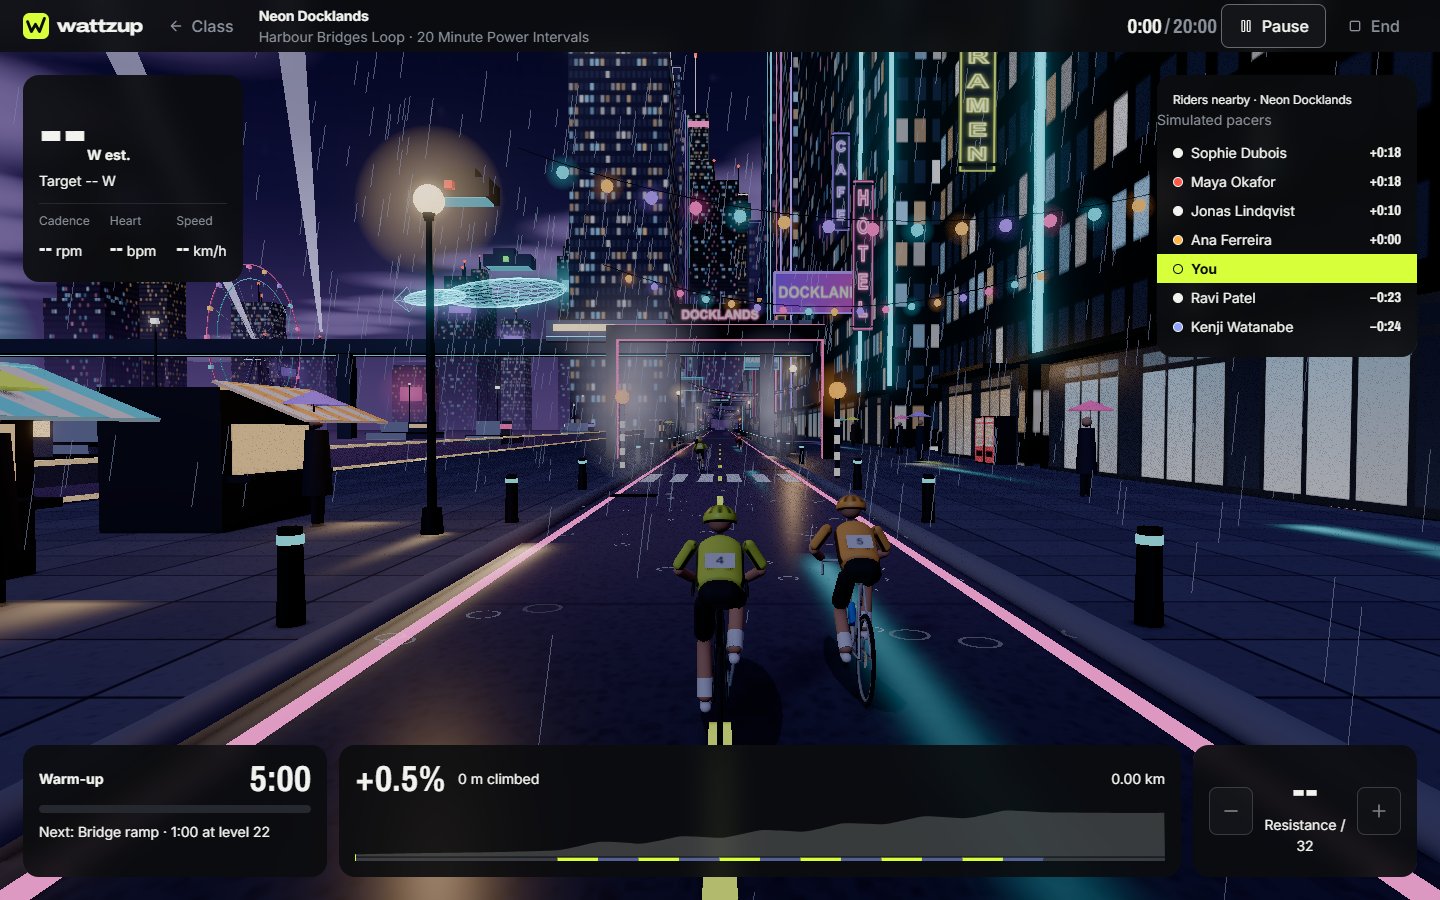 wattzup
← Class
Neon Docklands
Harbour Bridges Loop · 20 Minute Power Intervals
0:00 / 20:00
Pause
End
--
W est.
Target -- W
Cadence Heart Speed
-- rpm -- bpm -- km/h
Riders nearby · Neon Docklands
Simulated pacers
Sophie Dubois +0:18
Maya Okafor +0:18
Jonas Lindqvist +0:10
Ana Ferreira +0:00
You
Ravi Patel −0:23
Kenji Watanabe −0:24
RAMEN
CAFE
HOTEL
DOCKLAN
DOCKLANDS
4
5
Warm-up 5:00
Next: Bridge ramp · 1:00 at level 22
+0.5% 0 m climbed 0.00 km
− -- +
Resistance /
32